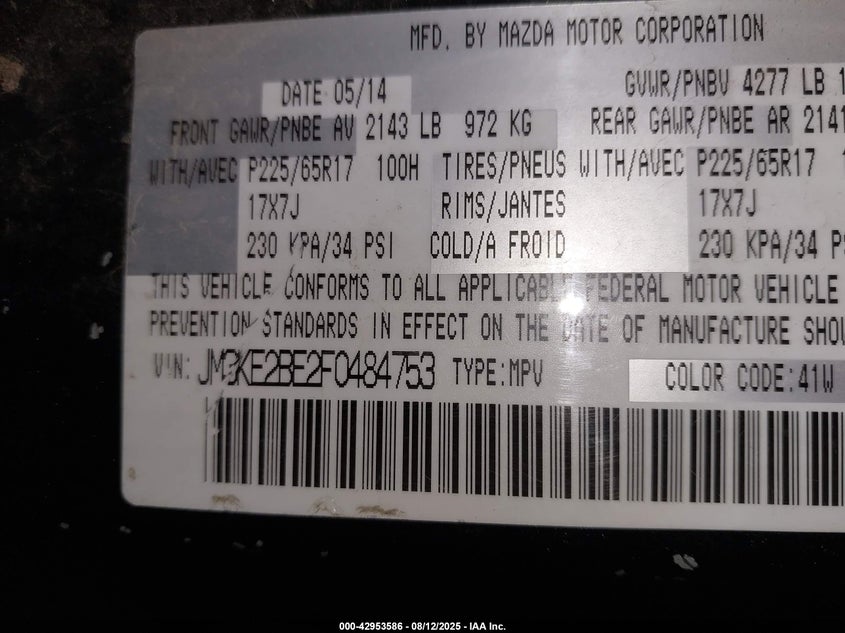 MFD. BY MAZDA MOTOR CORPORATION
DATE 05/14 GVWR/PNBV 4277 LB
FRONT GAWR/PNBE AV 2143 LB 972 KG REAR GAWR/PNBE AR 2141
WITH/AVEC P225/65R17 100H TIRES/PNEUS WITH/AVEC P225/65R17
17X7J RIMS/JANTES 17X7J
230 KPA/34 PSI COLD/A FROID 230 KPA/34 PS
THIS VEHICLE CONFORMS TO ALL APPLICABLE FEDERAL MOTOR VEHICLE
PREVENTION STANDARDS IN EFFECT ON THE DATE OF MANUFACTURE SHOW
VIN: JM3KE2BE2F0484753 TYPE:MPV COLOR CODE:41W
000-42953586 - 08/12/2025 - IAA Inc.